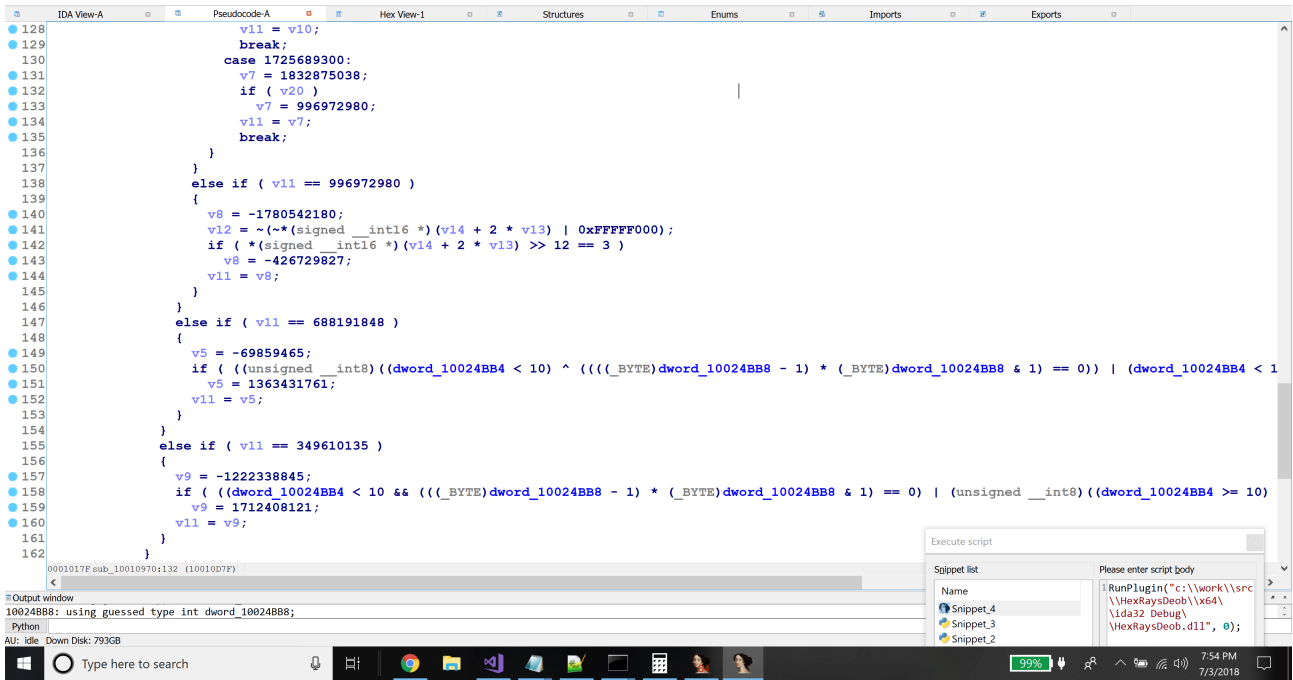 IDA View-A Pseudocode-A Hex View-1 Structures Enums Imports Exports
128 v11 = v10;
129 break;
130 case 1725689300:
131 v7 = 1832875038;
132 if ( v20 )
133 v7 = 996972980;
134 v11 = v7;
135 break;
136 }
137 }
138 else if ( v11 == 996972980 )
139 {
140 v8 = -1780542180;
141 v12 = ~(~*(signed __int16 *)(v14 + 2 * v13) | 0xFFFFF000);
142 if ( *(signed __int16 *)(v14 + 2 * v13) >> 12 == 3 )
143 v8 = -426729827;
144 v11 = v8;
145 }
146 }
147 else if ( v11 == 688191848 )
148 {
149 v5 = -69859465;
150 if ( ((unsigned __int8)((dword_10024BB4 < 10) ^ ((((_BYTE)dword_10024BB8 - 1) * (_BYTE)dword_10024BB8 & 1) == 0)) | (dword_10024BB4 < 1
151 v5 = 1363431761;
152 v11 = v5;
153 }
154 }
155 else if ( v11 == 349610135 )
156 {
157 v9 = -1222338845;
158 if ( ((dword_10024BB4 < 10 && (((_BYTE)dword_10024BB8 - 1) * (_BYTE)dword_10024BB8 & 1) == 0) | (unsigned __int8)((dword_10024BB4 >= 10)
159 v9 = 1712408121;
160 v11 = v9;
161 }
162 }
0001017F sub_10010970:132 (10010D7F)
Output window
10024BB8: using guessed type int dword_10024BB8;
Python
AU: idle Down Disk: 793GB
Execute script
Snippet list
Name
Snippet_4
Snippet_3
Snippet_2
Please enter script body
1 RunPlugin("c:\\work\\src
\\HexRaysDeob\\x64\
\ida32 Debug\
\HexRaysDeob.dll", 0);
Type here to search
99%
7:54 PM
7/3/2018